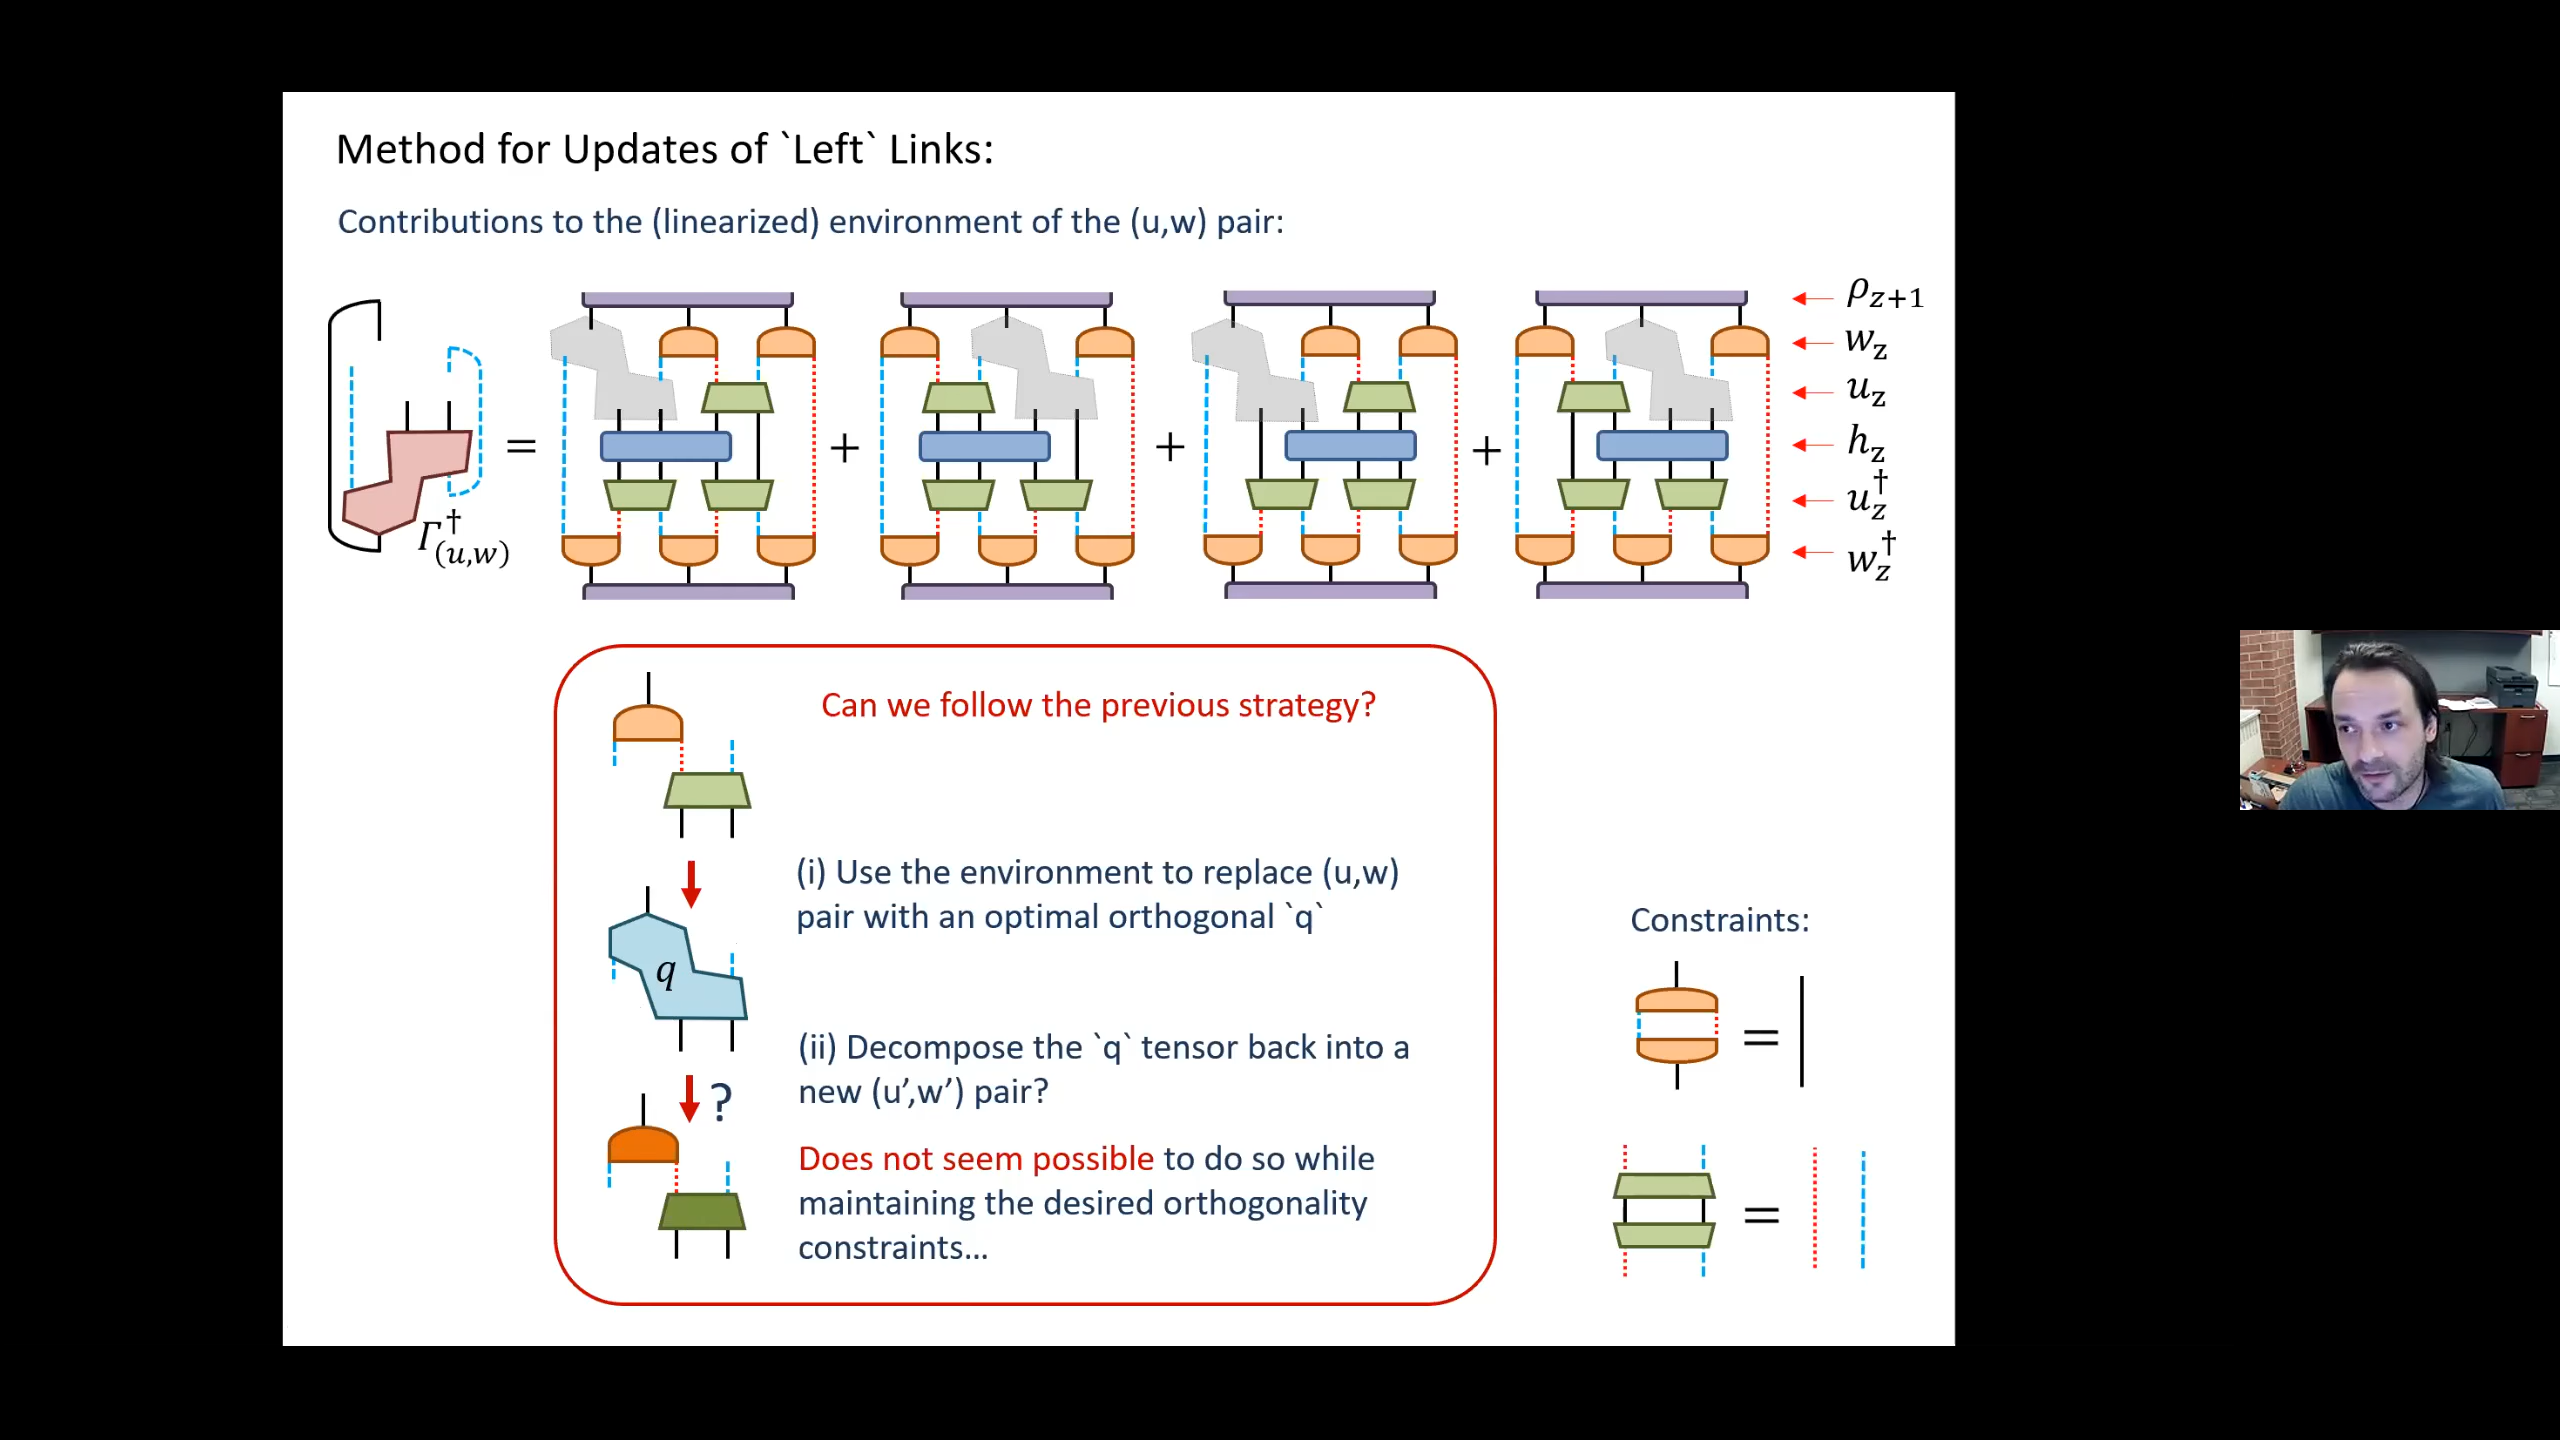 Method for Updates of `Left` Links:
Contributions to the (linearized) environment of the (u,w) pair:
Γ†(u,w)
=
+
+
+
ρz+1
wz
uz
hz
uz†
wz†
Can we follow the previous strategy?
(i) Use the environment to replace (u,w)
pair with an optimal orthogonal `q`
q
(ii) Decompose the `q` tensor back into a
new (u’,w’) pair?
?
Does not seem possible to do so while
maintaining the desired orthogonality
constraints…
Constraints:
=
=